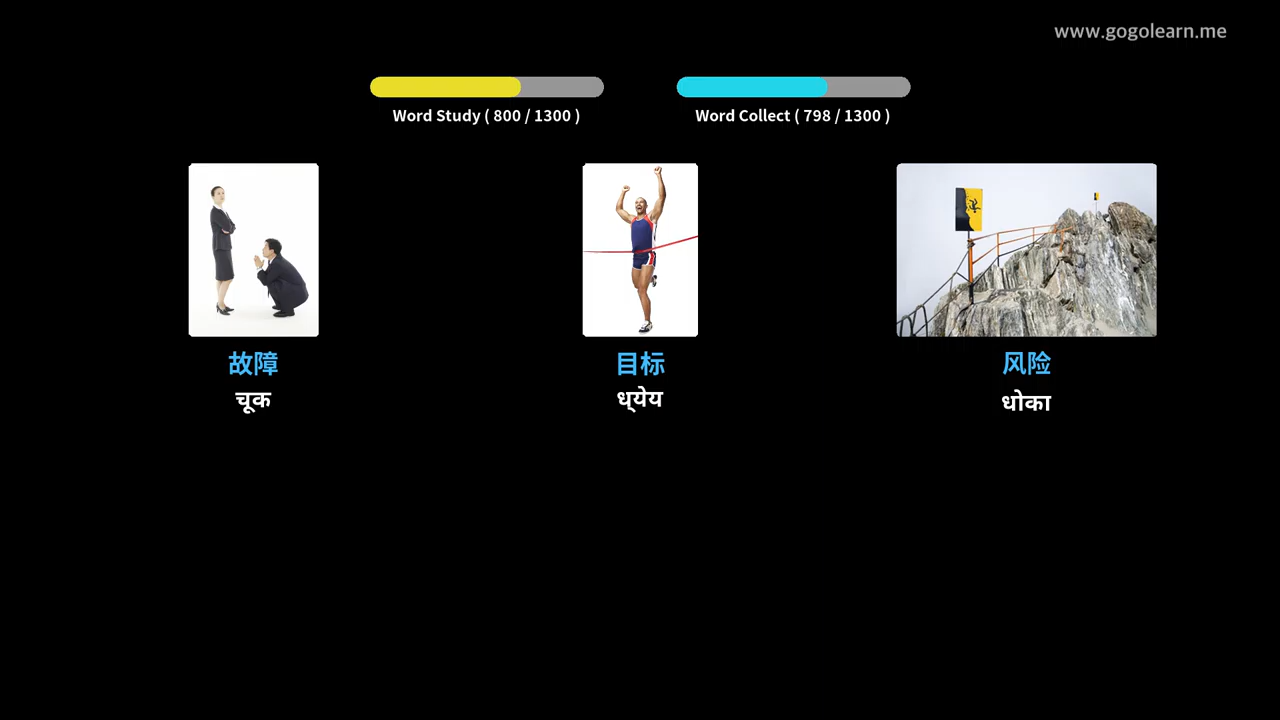 www.gogolearn.me
Word Study ( 800 / 1300 )
Word Collect ( 798 / 1300 )
故障
चूक
目标
ध्येय
风险
धोका